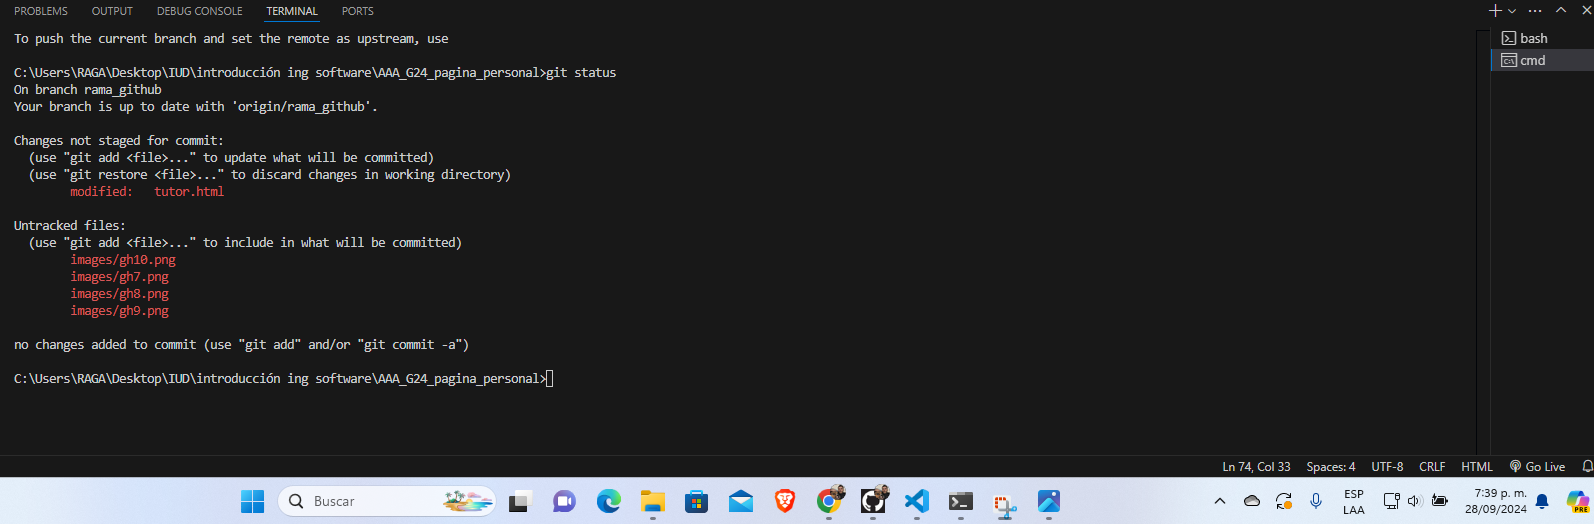 PROBLEMS OUTPUT DEBUG CONSOLE TERMINAL PORTS
To push the current branch and set the remote as upstream, use
C:\Users\RAGA\Desktop\IUD\introducción ing software\AAA_G24_pagina_personal>git status
On branch rama_github
Your branch is up to date with 'origin/rama_github'.
Changes not staged for commit:
(use "git add <file>..." to update what will be committed)
(use "git restore <file>..." to discard changes in working directory)
modified: tutor.html
Untracked files:
(use "git add <file>..." to include in what will be committed)
images/gh10.png
images/gh7.png
images/gh8.png
images/gh9.png
no changes added to commit (use "git add" and/or "git commit -a")
C:\Users\RAGA\Desktop\IUD\introducción ing software\AAA_G24_pagina_personal>
bash
cmd
Ln 74, Col 33 Spaces: 4 UTF-8 CRLF HTML Go Live
Buscar
ESP
LAA
7:39 p. m.
28/09/2024
PRE